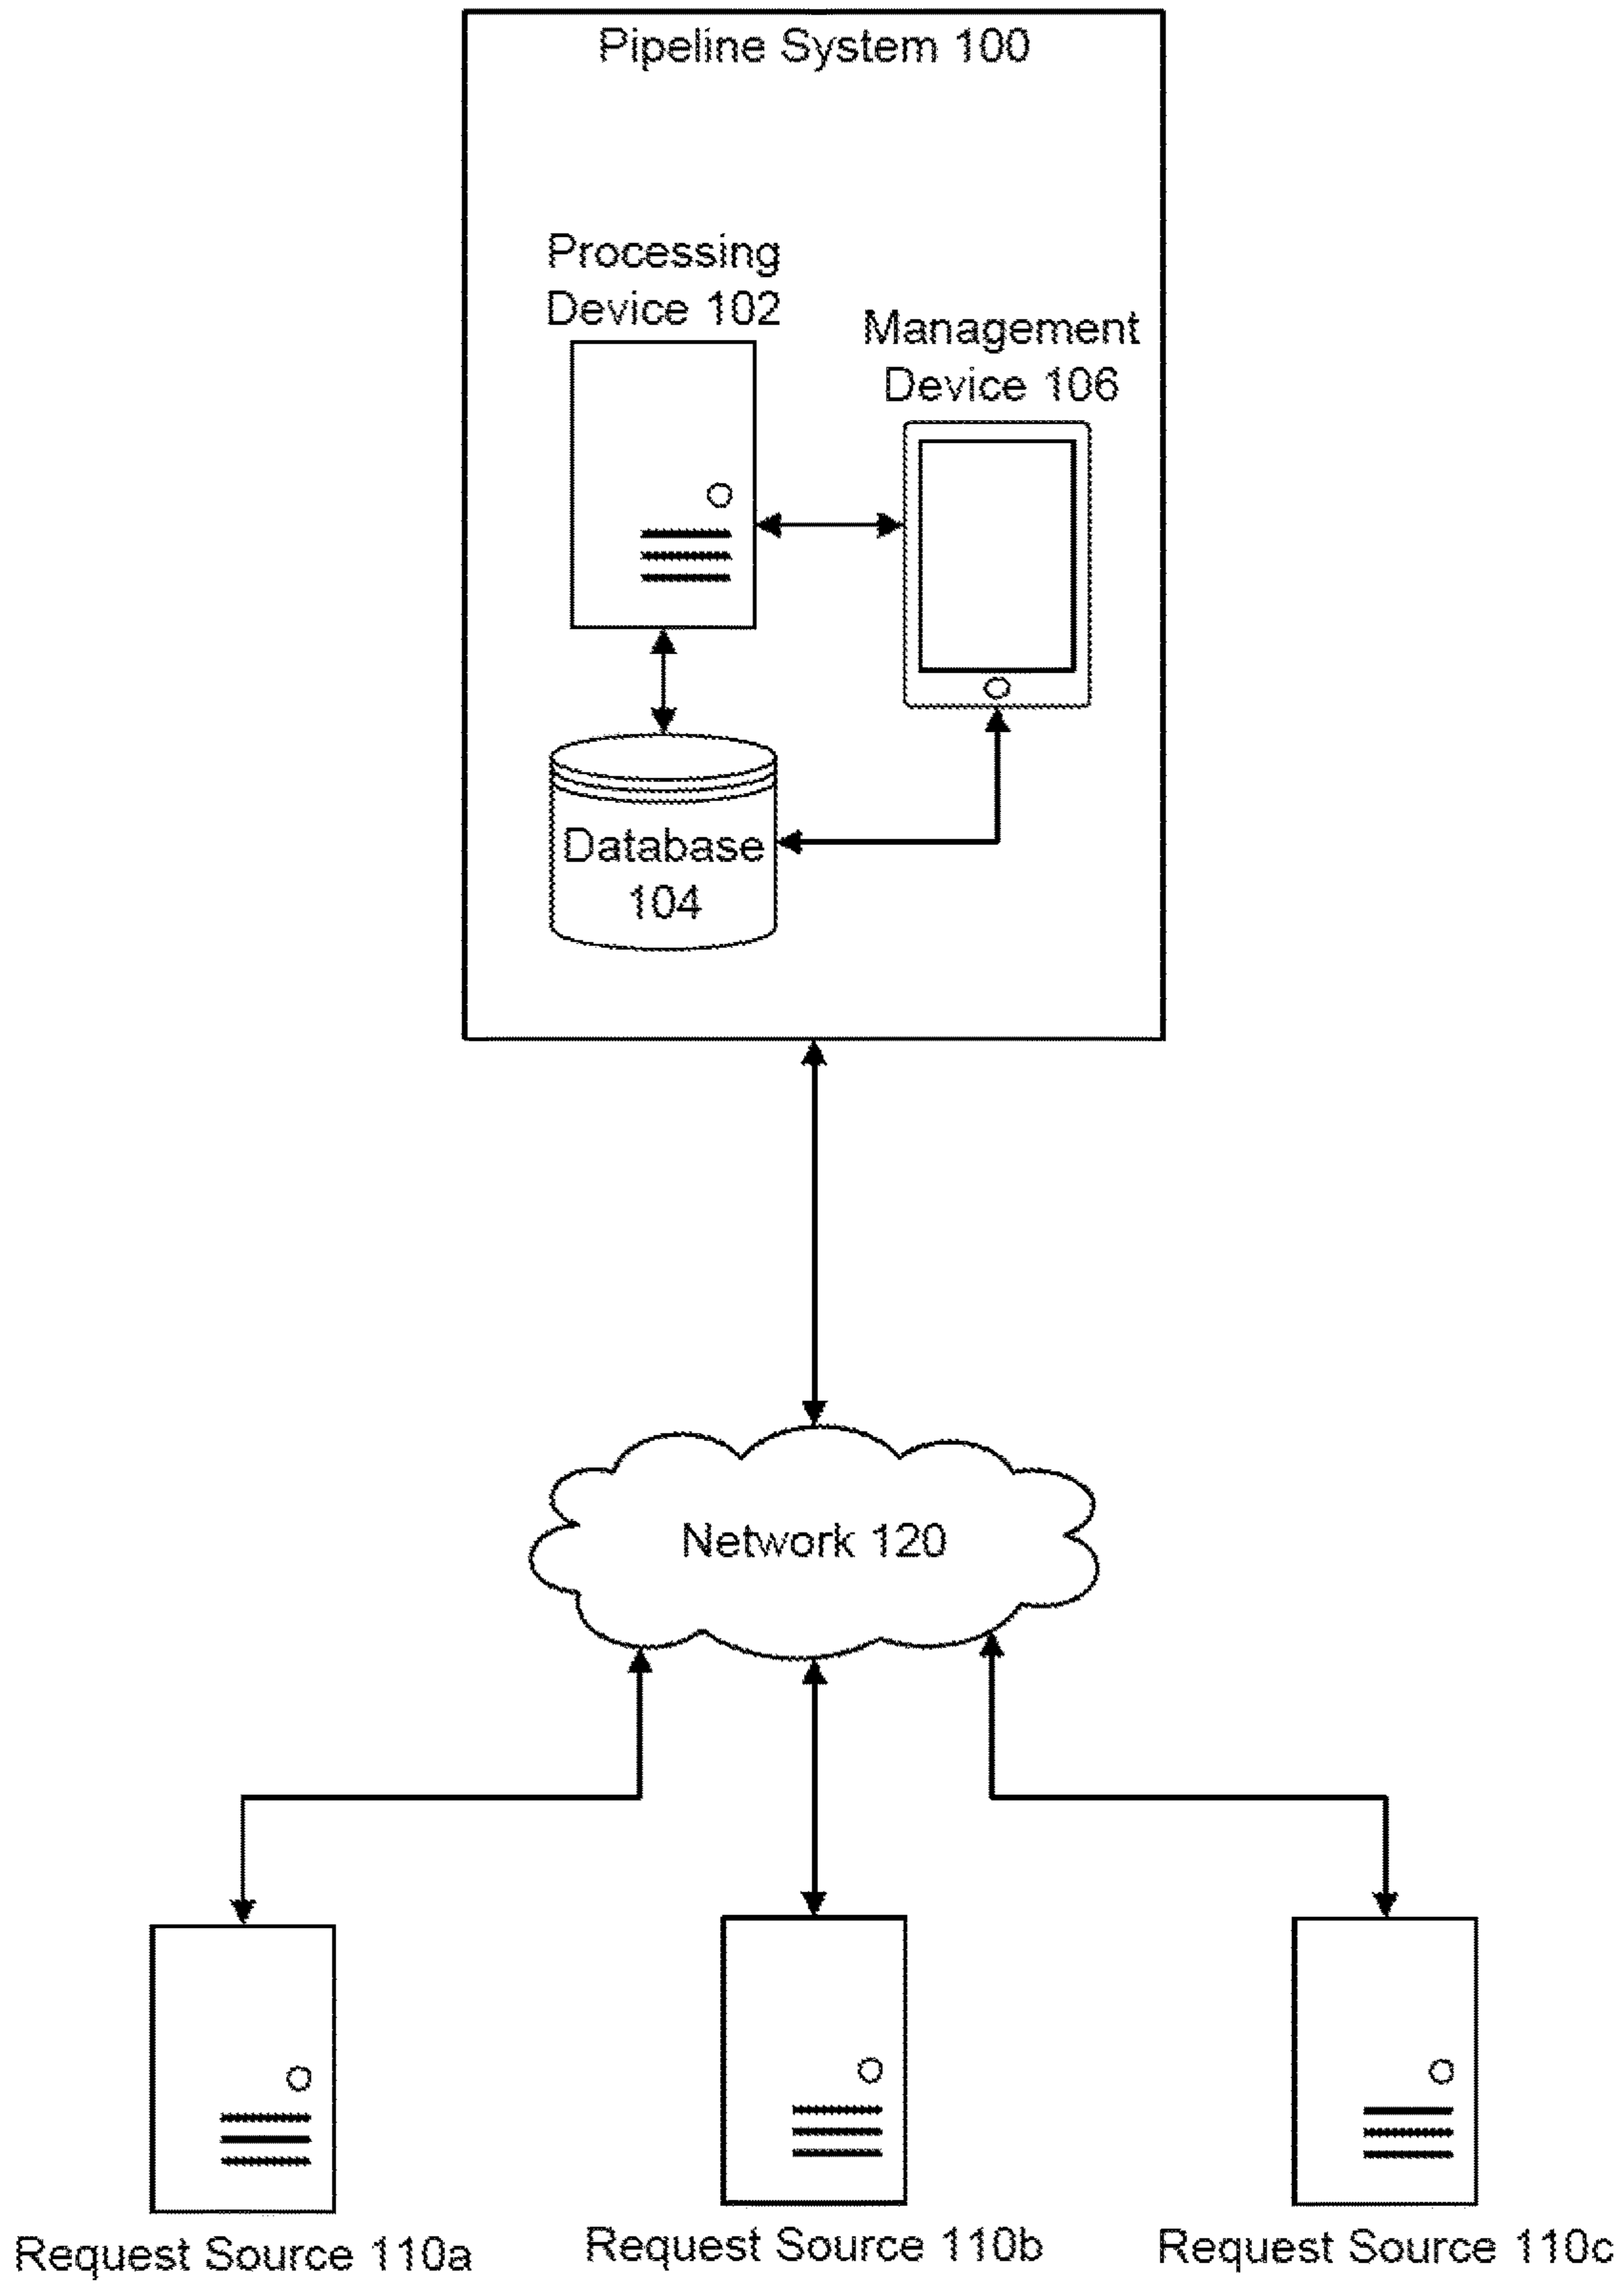 Pipeline System 100
Processing
Device 102
Management
Device 106
Database
104
Network 120
Request Source 110a
Request Source 110b
Request Source 110c